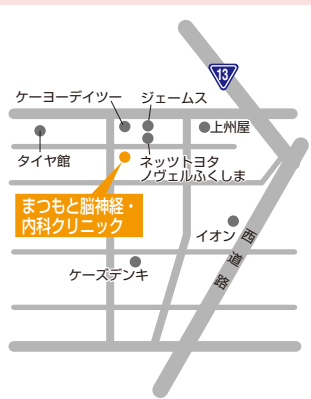 13
ケーヨーデイツー
ジェームス
上州屋
タイヤ館
ネッツトヨタ
ノヴェルふくしま
まつもと脳神経・
内科クリニック
イオン
西道路
ケーズデンキ